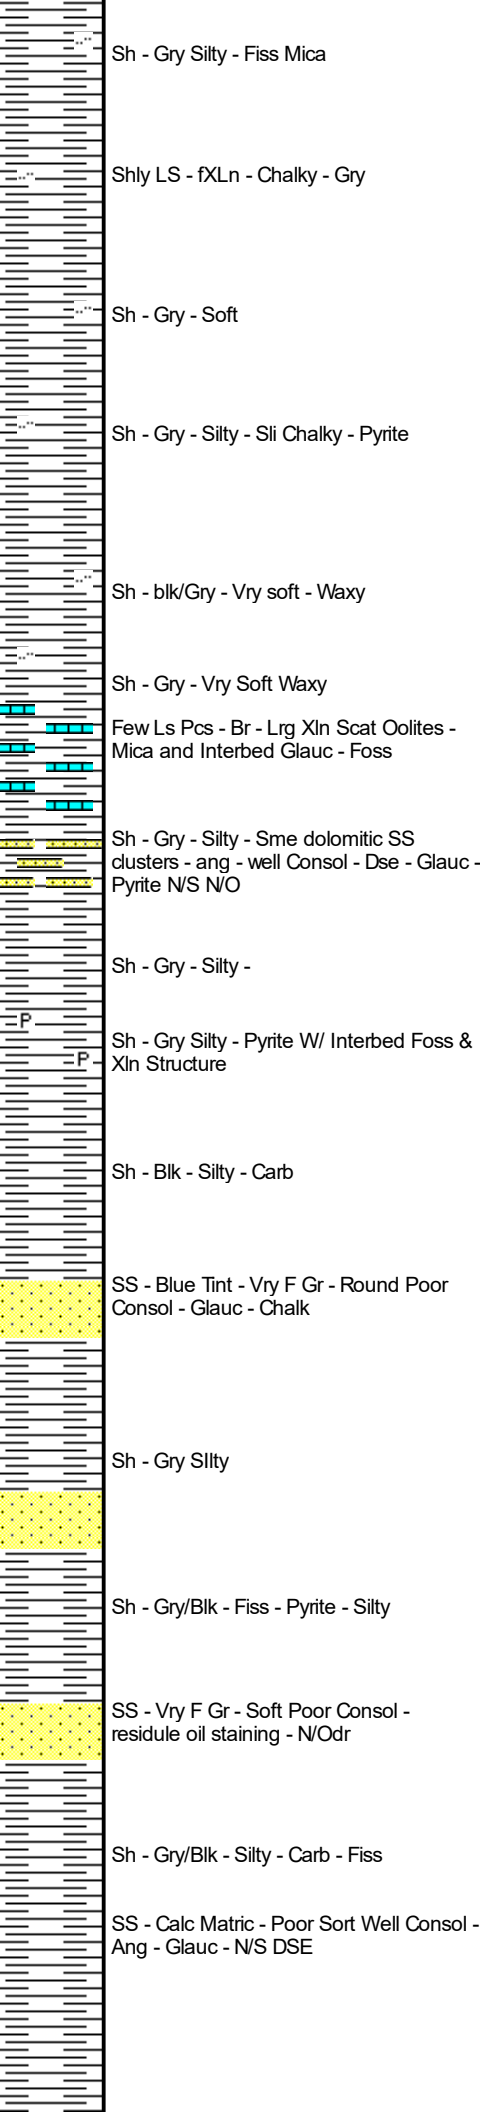 Sh - Gry Silty - Fiss Mica
Shly LS - fXLn - Chalky - Gry
Sh - Gry - Soft
Sh - Gry - Silty - Sli Chalky - Pyrite
Sh - blk/Gry - Vry soft - Waxy
Sh - Gry - Vry Soft Waxy
Few Ls Pcs - Br - Lrg Xln Scat Oolites -
Mica and Interbed Glauc - Foss
Sh - Gry - Silty - Sme dolomitic SS
clusters - ang - well Consol - Dse - Glauc -
Pyrite N/S N/O
Sh - Gry - Silty -
P
Sh - Gry Silty - Pyrite W/ Interbed Foss &
Xln Structure
P
Sh - Blk - Silty - Carb
SS - Blue Tint - Vry F Gr - Round Poor
Consol - Glauc - Chalk
Sh - Gry SIlty
Sh - Gry/Blk - Fiss - Pyrite - Silty
SS - Vry F Gr - Soft Poor Consol -
residule oil staining - N/Odr
Sh - Gry/Blk - Silty - Carb - Fiss
SS - Calc Matric - Poor Sort Well Consol -
Ang - Glauc - N/S DSE